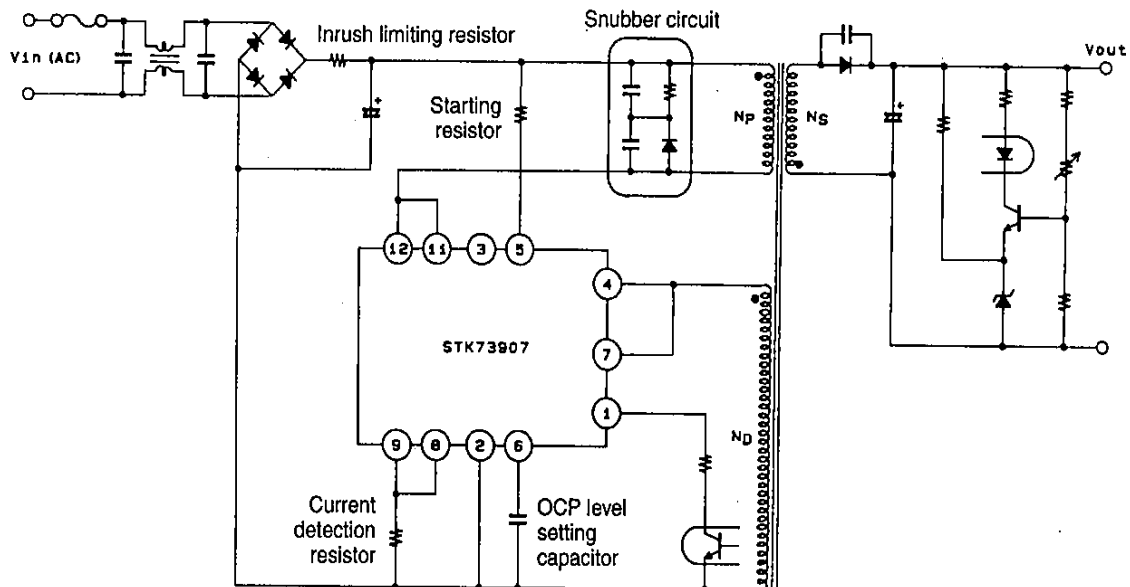 Snubber circuit
Vin (AC)
Inrush limiting resistor
Vout
Starting
resistor
NP
NS
12
11
3
5
4
STK73907
7
1
ND
9
8
2
6
Current
detection
resistor
OCP level
setting
capacitor